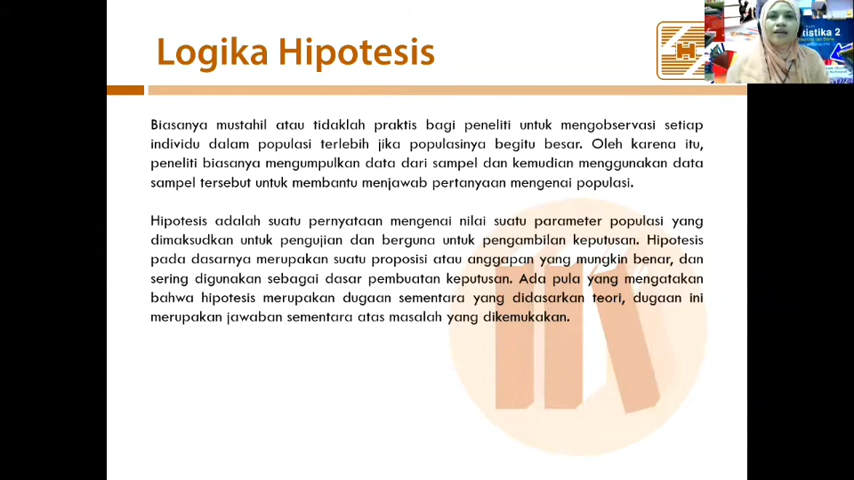 Logika Hipotesis
tistika 2
Biasanya mustahil atau tidaklah praktis bagi peneliti untuk mengobservasi setiap
individu dalam populasi terlebih jika populasinya begitu besar. Oleh karena itu,
peneliti biasanya mengumpulkan data dari sampel dan kemudian menggunakan data
sampel tersebut untuk membantu menjawab pertanyaan mengenai populasi.
Hipotesis adalah suatu pernyataan mengenai nilai suatu parameter populasi yang
dimaksudkan untuk pengujian dan berguna untuk pengambilan keputusan. Hipotesis
pada dasarnya merupakan suatu proposisi atau anggapan yang mungkin benar, dan
sering digunakan sebagai dasar pembuatan keputusan. Ada pula yang mengatakan
bahwa hipotesis merupakan dugaan sementara yang didasarkan teori, dugaan ini
merupakan jawaban sementara atas masalah yang dikemukakan.